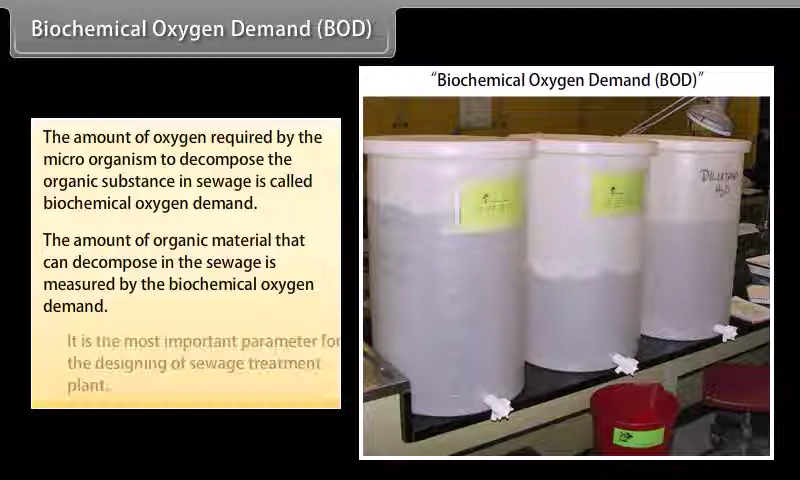 Biochemical Oxygen Demand (BOD)
"Biochemical Oxygen Demand (BOD)"
The amount of oxygen required by the
micro organism to decompose the
organic substance in sewage is called
biochemical oxygen demand.
The amount of organic material that
can decompose in the sewage is
measured by the biochemical oxygen
demand.
It is the most important parameter for
the designing of sewage treatment
plant.
H₂O